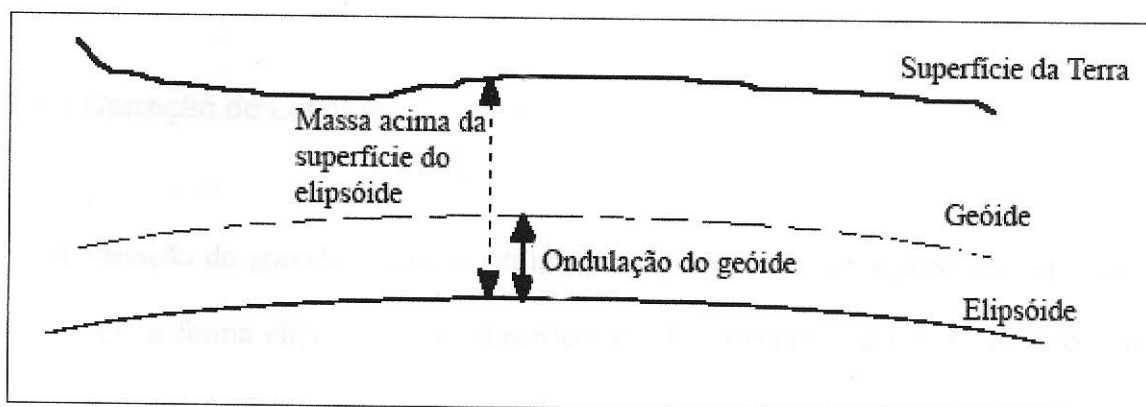 Superfície da Terra
Massa acima da
superfície do
elipsóide
Geóide
Ondulação do geóide
Elipsóide